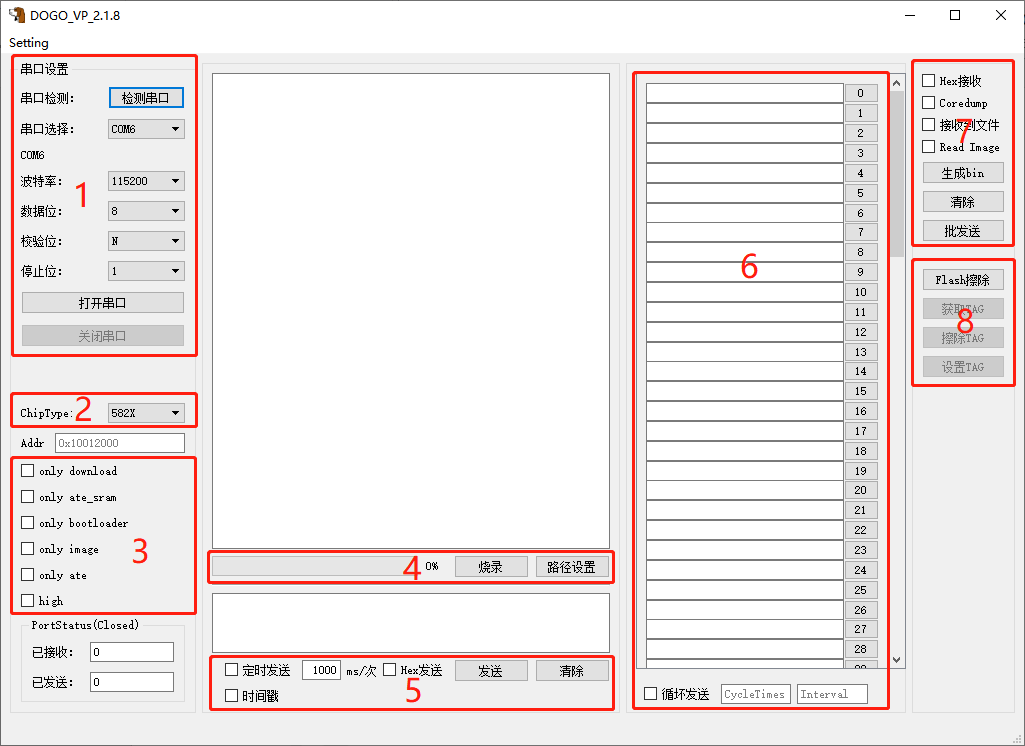 DOGO_VP_2.1.8
Setting
串口设置
串口检测: 检测串口
串口选择: COM6
COM6
波特率: 115200
1
数据位: 8
校验位: N
停止位: 1
打开串口
关闭串口
ChipType: 2 582X
Addr 0x10012000
only download
only ate_sram
only bootloader
only image
3
only ate
high
PortStatus(Closed)
已接收: 0
已发送: 0
4 0% 烧录 路径设置
定时发送 1000 ms/次 Hex发送 发送 清除
5
时间戳
0
1
2
3
4
5
6
7
8
6
9
10
11
12
13
14
15
16
17
18
19
20
21
22
23
24
25
26
27
28
29
循环发送 CycleTimes Interval
Hex接收
Coredump
接收到文件
7
Read Image
生成bin
清除
批发送
Flash擦除
获取TAG
8
擦除TAG
设置TAG